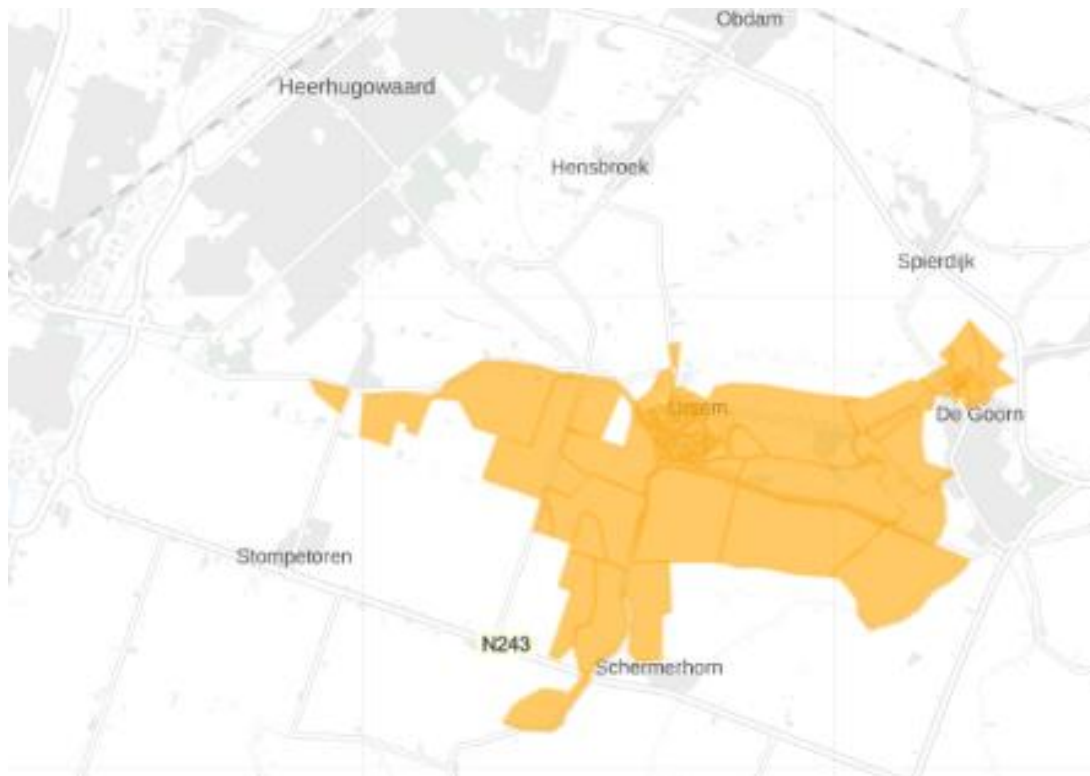 Obdam
Heerhugowaard
Hensbroek
Spierdijk
Ursem
De Goorn
Stompetoren
N243
Schermerhorn